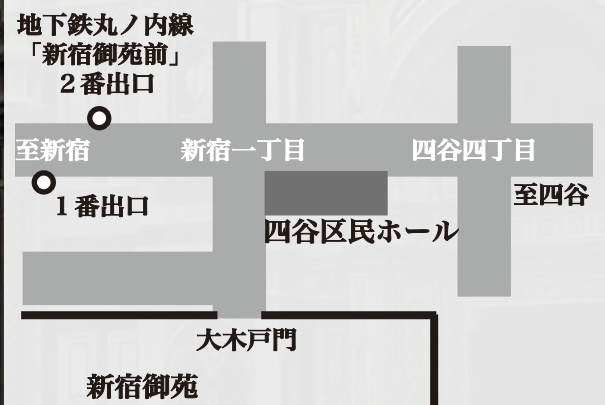 地下鉄丸ノ内線
「新宿御苑前」
２番出口
至新宿
新宿一丁目
四谷四丁目
１番出口
至四谷
四谷区民ホール
大木戸門
新宿御苑